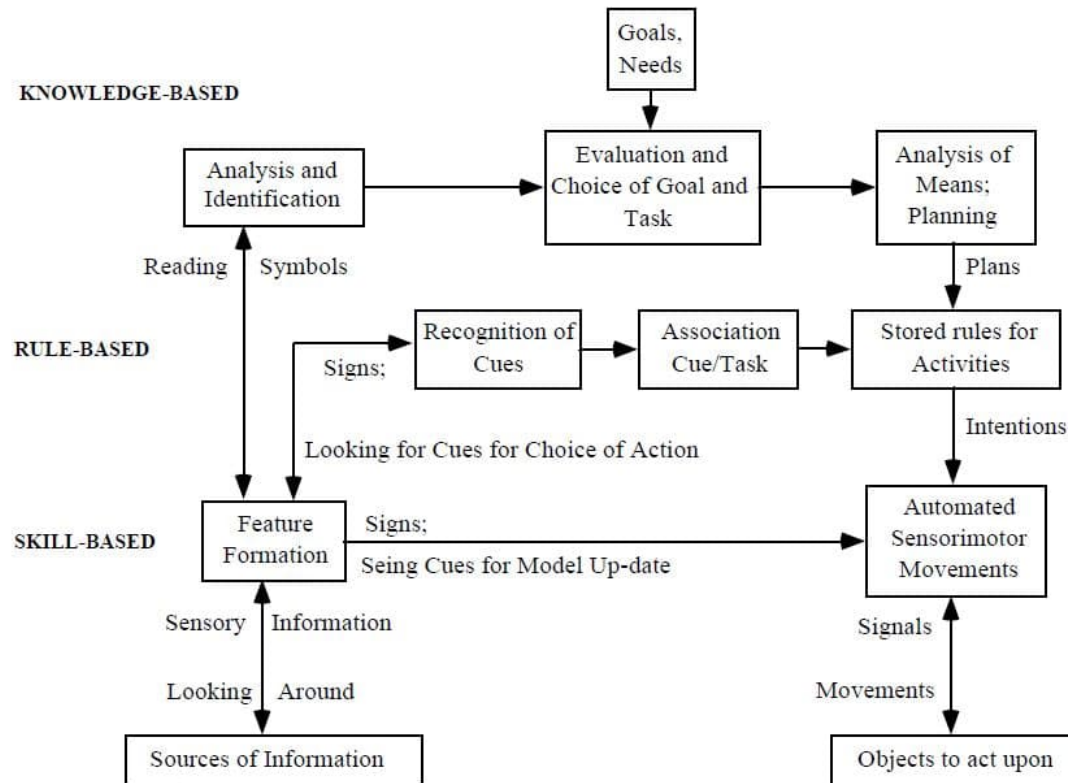 Goals,
Needs
KNOWLEDGE-BASED
Analysis and
Identification
Evaluation and
Choice of Goal and
Task
Analysis of
Means;
Planning
Reading Symbols
Plans
RULE-BASED
Signs;
Recognition of
Cues
Association
Cue/Task
Stored rules for
Activities
Looking for Cues for Choice of Action
Intentions
SKILL-BASED
Feature
Formation
Signs;
Seing Cues for Model Up-date
Automated
Sensorimotor
Movements
Sensory Information
Signals
Looking Around
Movements
Sources of Information
Objects to act upon